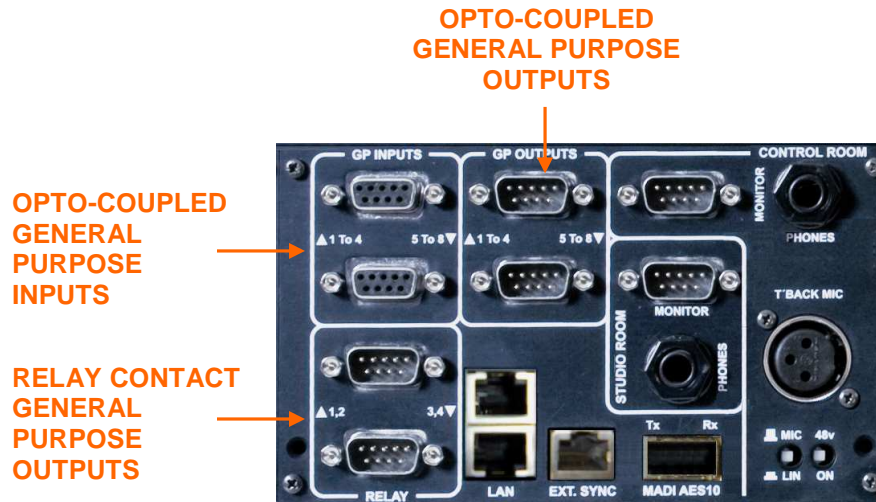 OPTO-COUPLED
GENERAL PURPOSE
OUTPUTS
OPTO-COUPLED
GENERAL
PURPOSE
INPUTS
RELAY CONTACT
GENERAL
PURPOSE
OUTPUTS
GP INPUTS
▲1 To 4 5 To 8▼
GP OUTPUTS
▲1 To 4 5 To 8▼
CONTROL ROOM
MONITOR
PHONES
MONITOR
STUDIO ROOM
PHONES
T'BACK MIC
▲1,2 3,4▼
RELAY
LAN
EXT. SYNC
Tx Rx
MADI AES10
MIC 48v
LIN ON